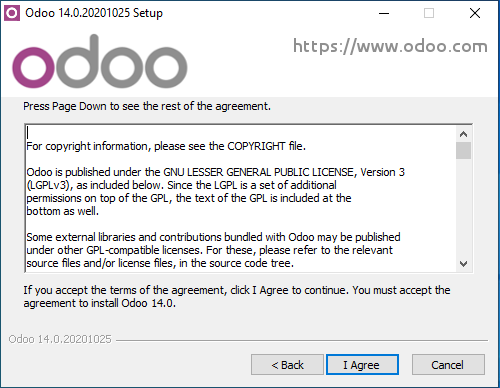 Odoo 14.0.20201025 Setup
odoo
https://www.odoo.com
Press Page Down to see the rest of the agreement.
For copyright information, please see the COPYRIGHT file.
Odoo is published under the GNU LESSER GENERAL PUBLIC LICENSE, Version 3
(LGPLv3), as included below. Since the LGPL is a set of additional
permissions on top of the GPL, the text of the GPL is included at the
bottom as well.
Some external libraries and contributions bundled with Odoo may be published
under other GPL-compatible licenses. For these, please refer to the relevant
source files and/or license files, in the source code tree.
If you accept the terms of the agreement, click I Agree to continue. You must accept the
agreement to install Odoo 14.0.
Odoo 14.0.20201025
< Back
I Agree
Cancel